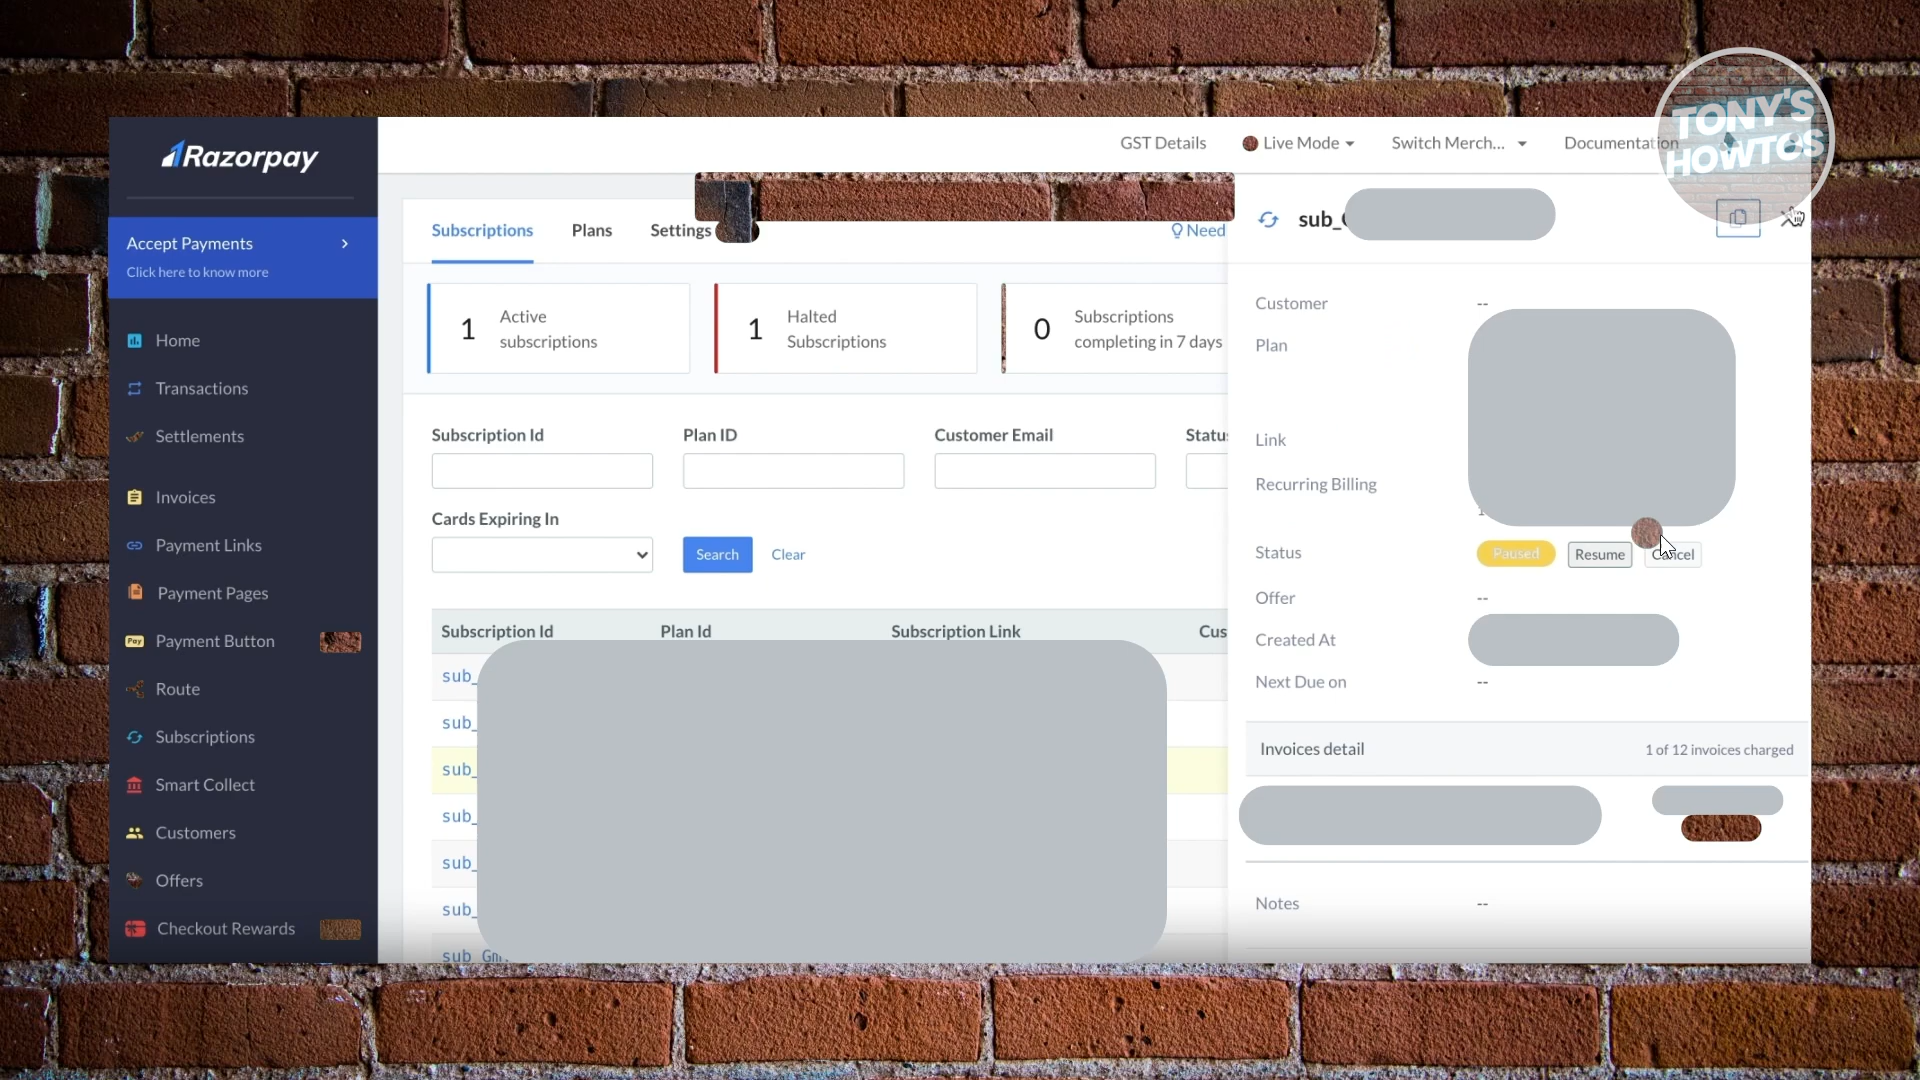 TONY'S
HOWTOS
Razorpay
GST Details
Live Mode
Switch Merch...
Documentation
Accept Payments
Click here to know more
Home
Transactions
Settlements
Invoices
Payment Links
Payment Pages
Pay
Payment Button
Route
Subscriptions
Smart Collect
Customers
Offers
Checkout Rewards
Subscriptions
Plans
Settings
Need
1
Active
subscriptions
1
Halted
Subscriptions
0
Subscriptions
completing in 7 days
Subscription Id
Plan ID
Customer Email
Cards Expiring In
Search
Clear
Subscription Id
Plan Id
Subscription Link
Cus
sub_
sub_
sub_
sub_
sub_
sub_
sub_
Customer --
Plan
Link
Recurring Billing
Status Paused Resume Cancel
Offer --
Created At
Next Due on --
Invoices detail
1 of 12 invoices charged
Notes --